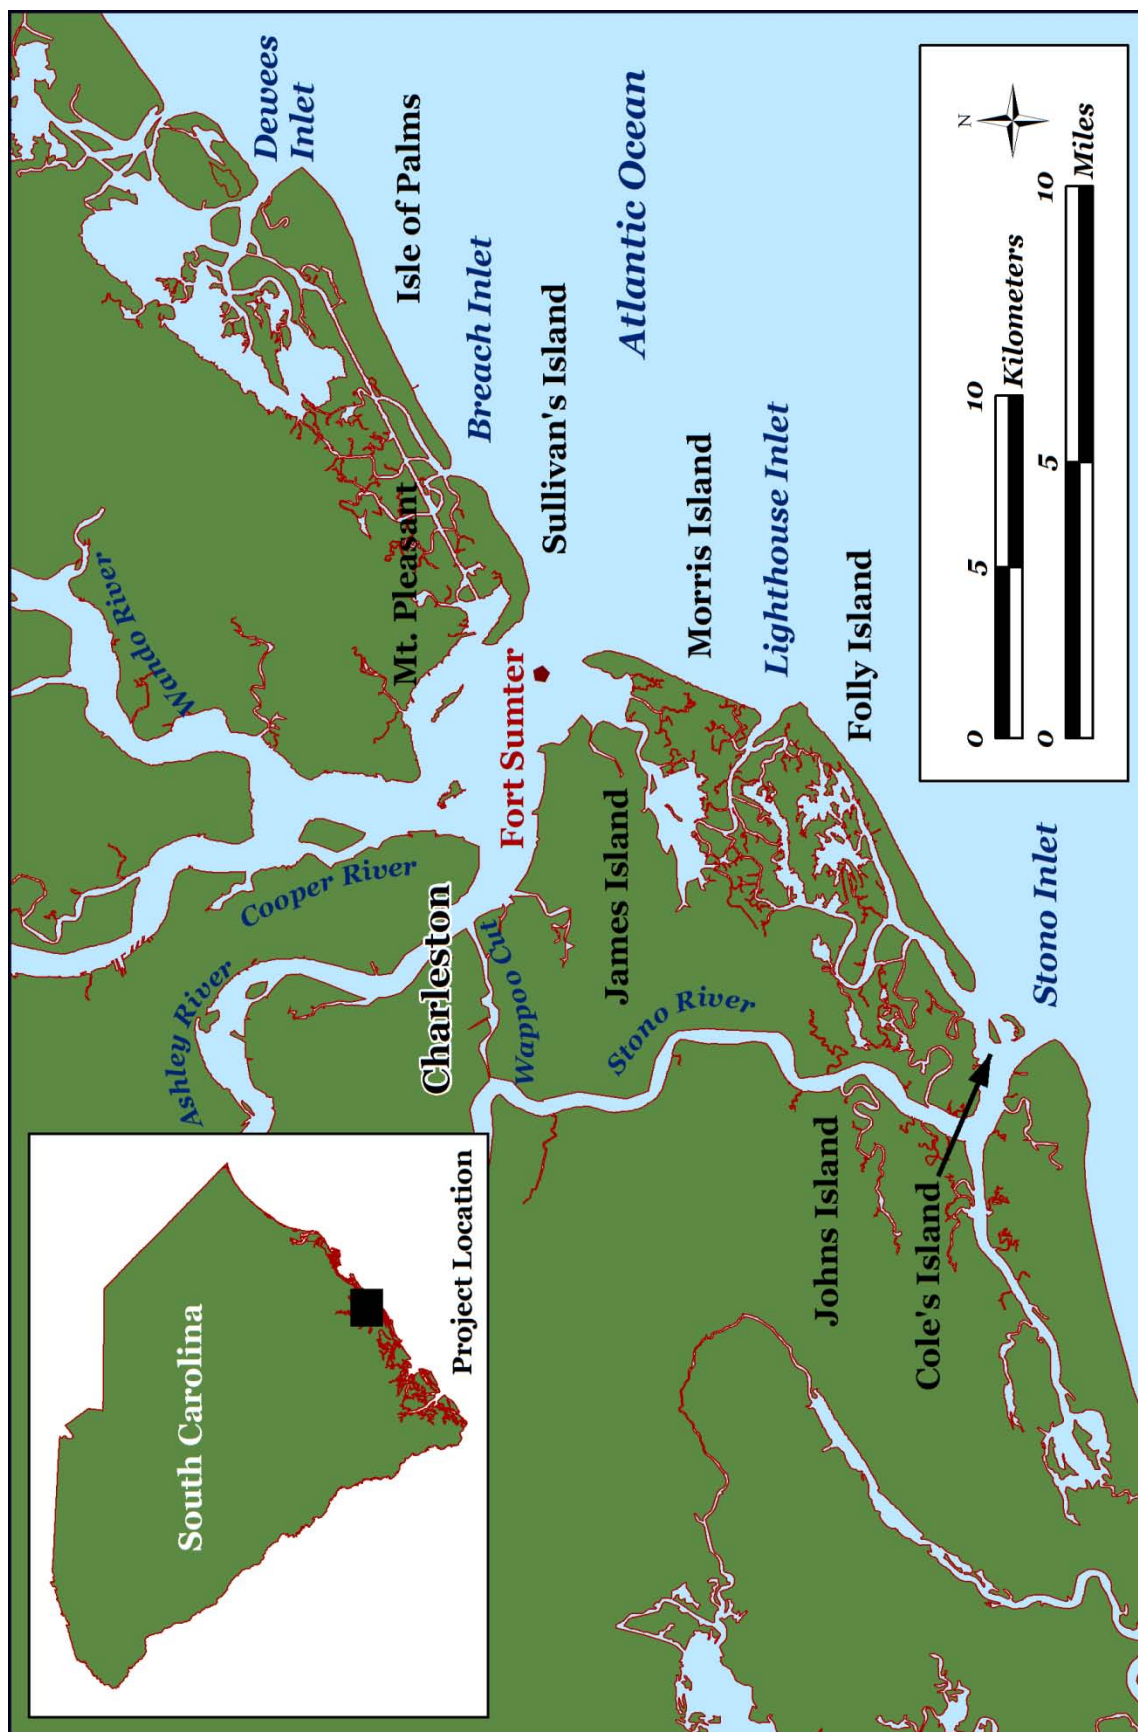 South Carolina
Project Location
Ashley River
Cooper River
Wando River
Charleston
Mt. Pleasant
Dewees
Inlet
Isle of Palms
Breach Inlet
Wappoo Cut
Fort Sumter
Sullivan's Island
Stono River
James Island
Atlantic Ocean
Morris Island
Lighthouse Inlet
Johns Island
Folly Island
Cole's Island
Stono Inlet
N
0 5 10
Kilometers
0 5 10
Miles